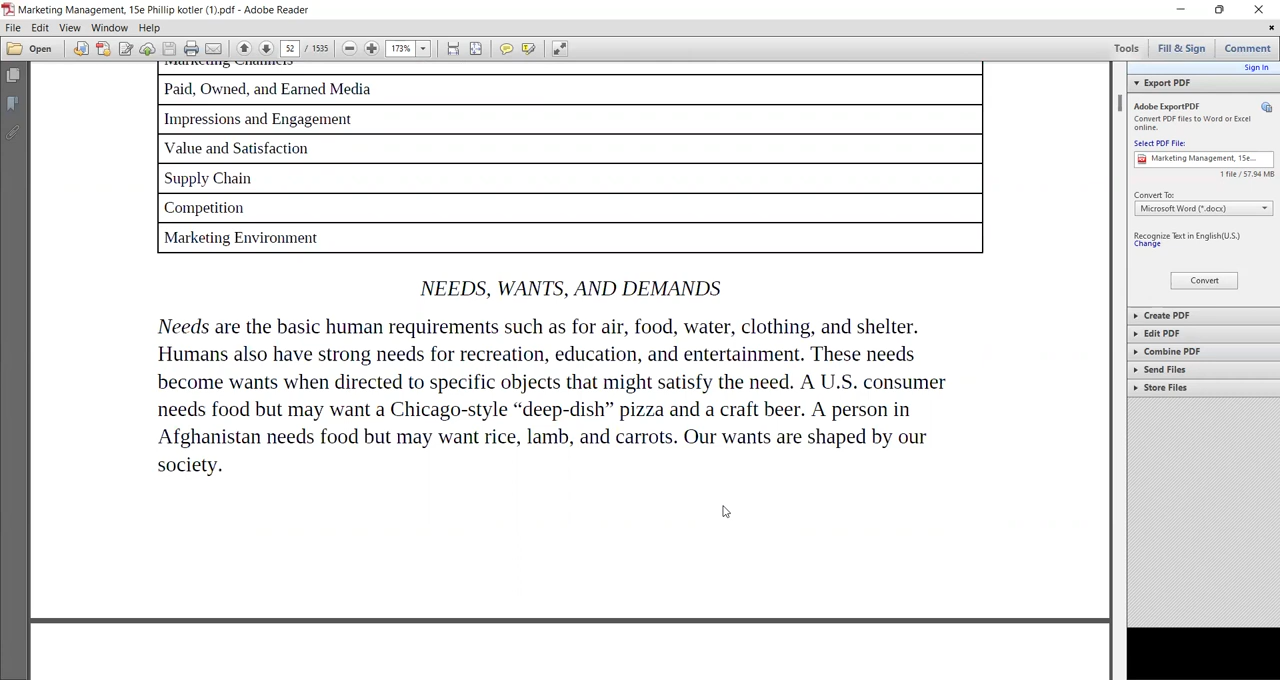 Marketing Management, 15e Phillip kotler (1).pdf - Adobe Reader
File Edit View Window Help
Open 52 / 1535 173% Tools Fill & Sign Comment
Sign In
Marketing Channels
Paid, Owned, and Earned Media
Impressions and Engagement
Value and Satisfaction
Supply Chain
Competition
Marketing Environment
NEEDS, WANTS, AND DEMANDS
Needs are the basic human requirements such as for air, food, water, clothing, and shelter.
Humans also have strong needs for recreation, education, and entertainment. These needs
become wants when directed to specific objects that might satisfy the need. A U.S. consumer
needs food but may want a Chicago-style “deep-dish” pizza and a craft beer. A person in
Afghanistan needs food but may want rice, lamb, and carrots. Our wants are shaped by our
society.
Export PDF
Adobe ExportPDF
Convert PDF files to Word or Excel
online.
Select PDF File:
Marketing Management, 15e...
1 file / 57.94 MB
Convert To:
Microsoft Word (*.docx)
Recognize Text in English(U.S.)
Change
Convert
Create PDF
Edit PDF
Combine PDF
Send Files
Store Files